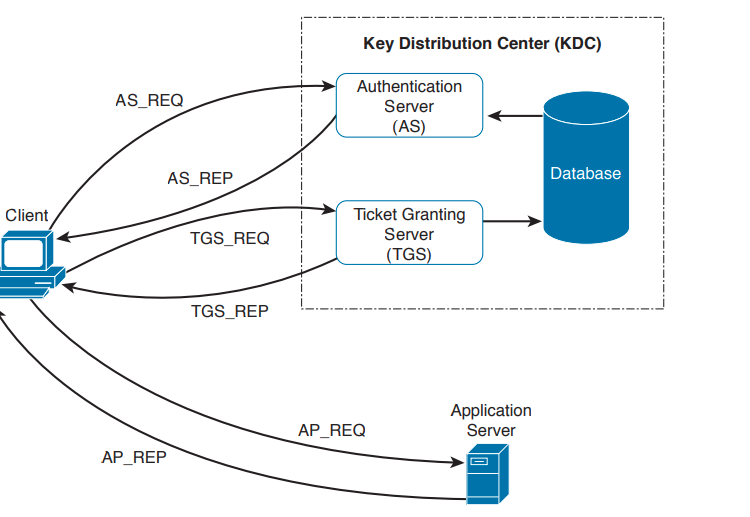 Key Distribution Center (KDC)
AS_REQ
Authentication
Server
(AS)
AS_REP
Database
Client
Ticket Granting
Server
(TGS)
TGS_REQ
TGS_REP
Application
Server
AP_REQ
AP_REP